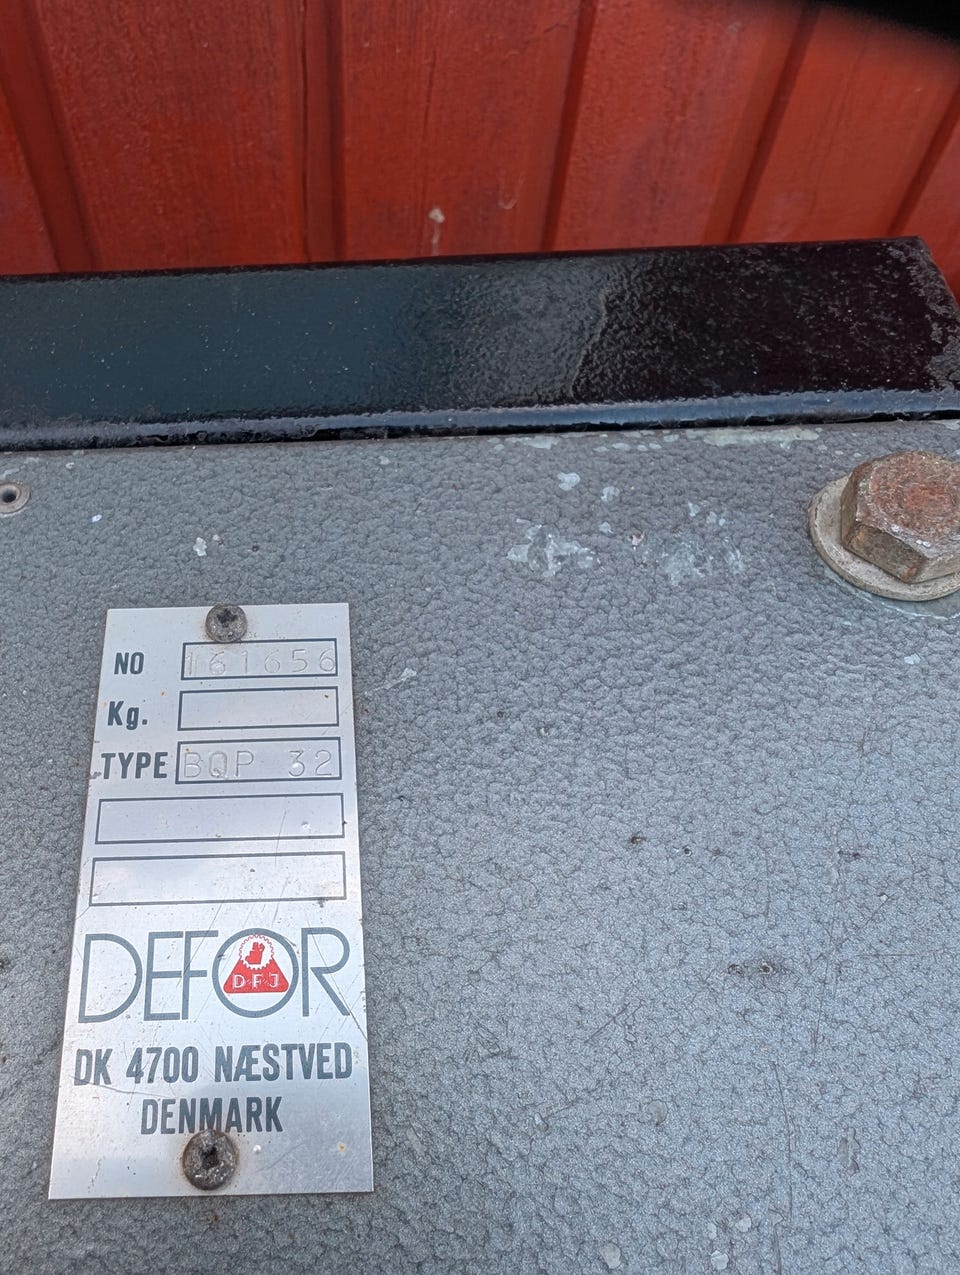 NO 161656
Kg.
TYPE BQP 32
DEFOR
DFJ
DK 4700 NÆSTVED
DENMARK